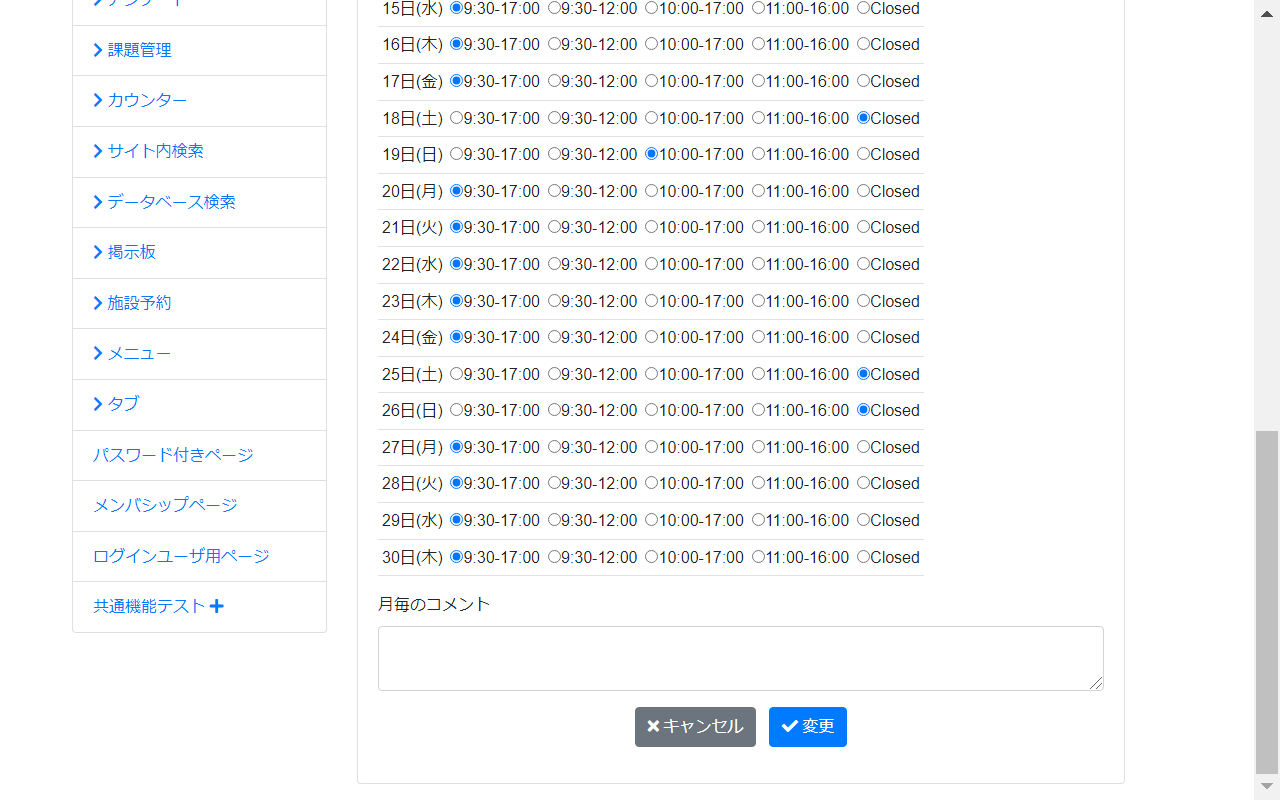 アンケート
課題管理
カウンター
サイト内検索
データベース検索
掲示板
施設予約
メニュー
タブ
パスワード付きページ
メンバシップページ
ログインユーザ用ページ
共通機能テスト
15日(水) 9:30-17:00 9:30-12:00 10:00-17:00 11:00-16:00 Closed
16日(木) 9:30-17:00 9:30-12:00 10:00-17:00 11:00-16:00 Closed
17日(金) 9:30-17:00 9:30-12:00 10:00-17:00 11:00-16:00 Closed
18日(土) 9:30-17:00 9:30-12:00 10:00-17:00 11:00-16:00 Closed
19日(日) 9:30-17:00 9:30-12:00 10:00-17:00 11:00-16:00 Closed
20日(月) 9:30-17:00 9:30-12:00 10:00-17:00 11:00-16:00 Closed
21日(火) 9:30-17:00 9:30-12:00 10:00-17:00 11:00-16:00 Closed
22日(水) 9:30-17:00 9:30-12:00 10:00-17:00 11:00-16:00 Closed
23日(木) 9:30-17:00 9:30-12:00 10:00-17:00 11:00-16:00 Closed
24日(金) 9:30-17:00 9:30-12:00 10:00-17:00 11:00-16:00 Closed
25日(土) 9:30-17:00 9:30-12:00 10:00-17:00 11:00-16:00 Closed
26日(日) 9:30-17:00 9:30-12:00 10:00-17:00 11:00-16:00 Closed
27日(月) 9:30-17:00 9:30-12:00 10:00-17:00 11:00-16:00 Closed
28日(火) 9:30-17:00 9:30-12:00 10:00-17:00 11:00-16:00 Closed
29日(水) 9:30-17:00 9:30-12:00 10:00-17:00 11:00-16:00 Closed
30日(木) 9:30-17:00 9:30-12:00 10:00-17:00 11:00-16:00 Closed
月毎のコメント
キャンセル 変更